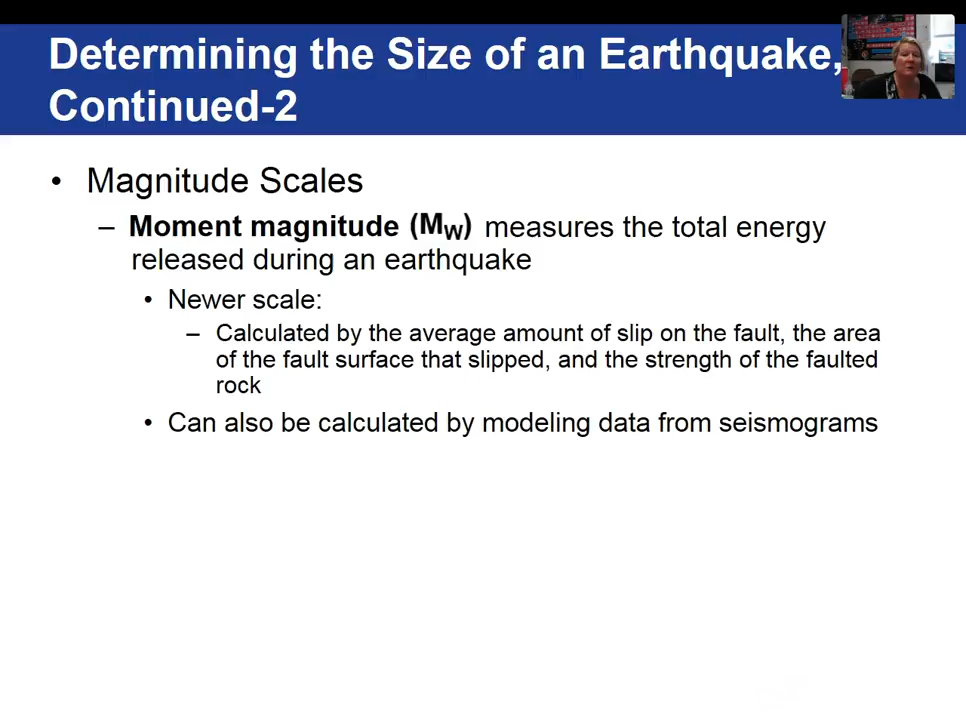 Determining the Size of an Earthquake,
Continued-2
• Magnitude Scales
– Moment magnitude (MW) measures the total energy
released during an earthquake
• Newer scale:
– Calculated by the average amount of slip on the fault, the area
of the fault surface that slipped, and the strength of the faulted
rock
• Can also be calculated by modeling data from seismograms